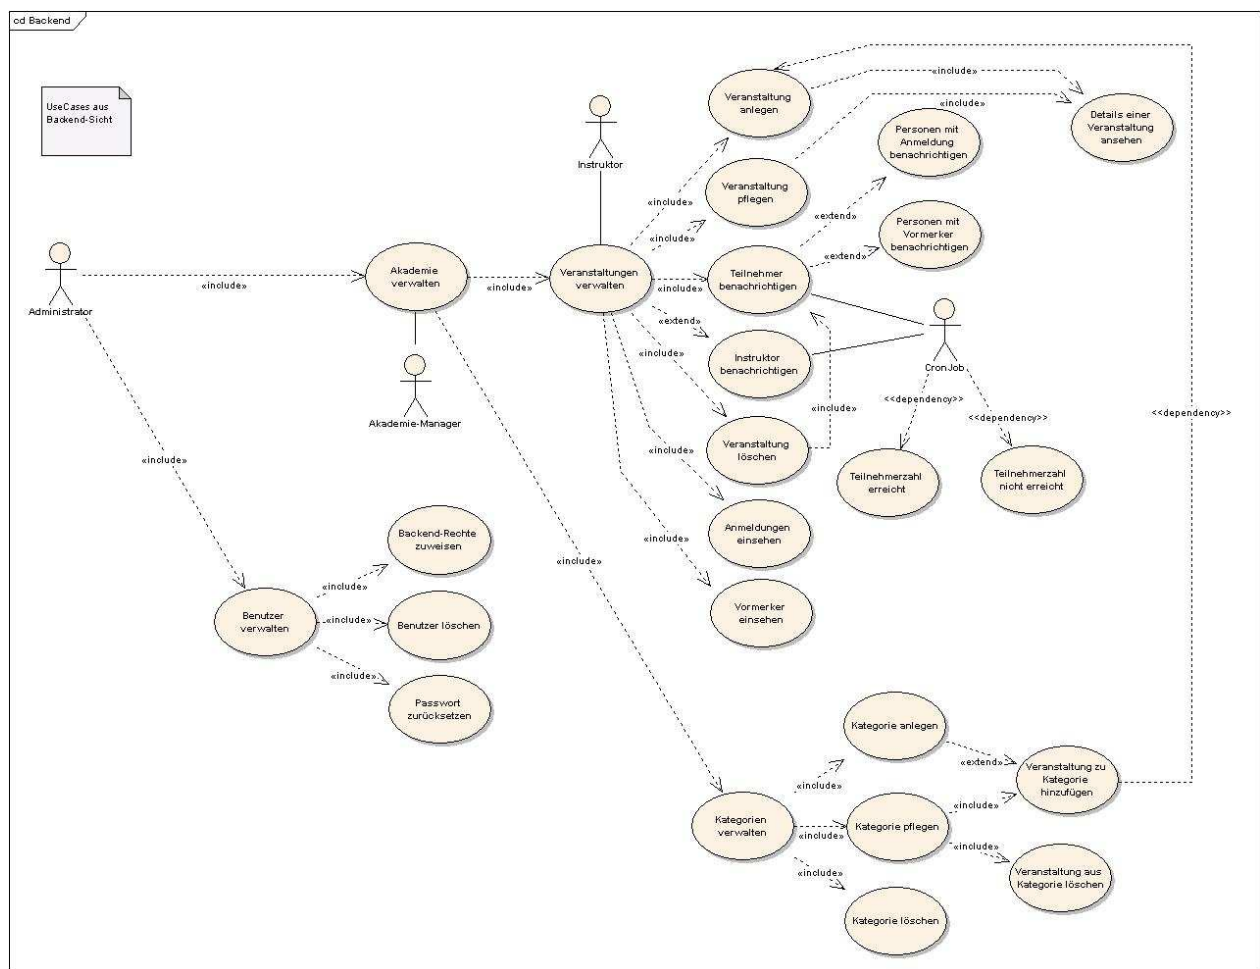 cd Backend
UseCases aus
Backend-Sicht
Instruktor
Administrator
Akademie
verwalten
Akademie-Manager
Veranstaltungen
verwalten
Veranstaltung
anlegen
Veranstaltung
pflegen
Details einer
Veranstaltung
ansehen
Personen mit
Anmeldung
benachrichtigen
Personen mit
Vormerker
benachrichtigen
Teilnehmer
benachrichtigen
Instruktor
benachrichtigen
CronJob
Veranstaltung
löschen
Teilnehmerzahl
erreicht
Teilnehmerzahl
nicht erreicht
Anmeldungen
einsehen
Vormerker
einsehen
«include»
«include»
«include»
«include»
«include»
«extend»
«extend»
«include»
«include»
«include»
«extend»
«include»
«include»
<<dependency>>
<<dependency>>
<<dependency>>
«include»
«include»
«include»
«include»
Backend-Rechte
zuweisen
«include»
Benutzer
verwalten
«include»
Benutzer löschen
«include»
Passwort
zurücksetzen
Kategorien
verwalten
Kategorie anlegen
«include»
«extend»
Veranstaltung zu
Kategorie
hinzufügen
«include»
Kategorie pflegen
«include»
«include»
Veranstaltung aus
Kategorie löschen
«include»
Kategorie löschen